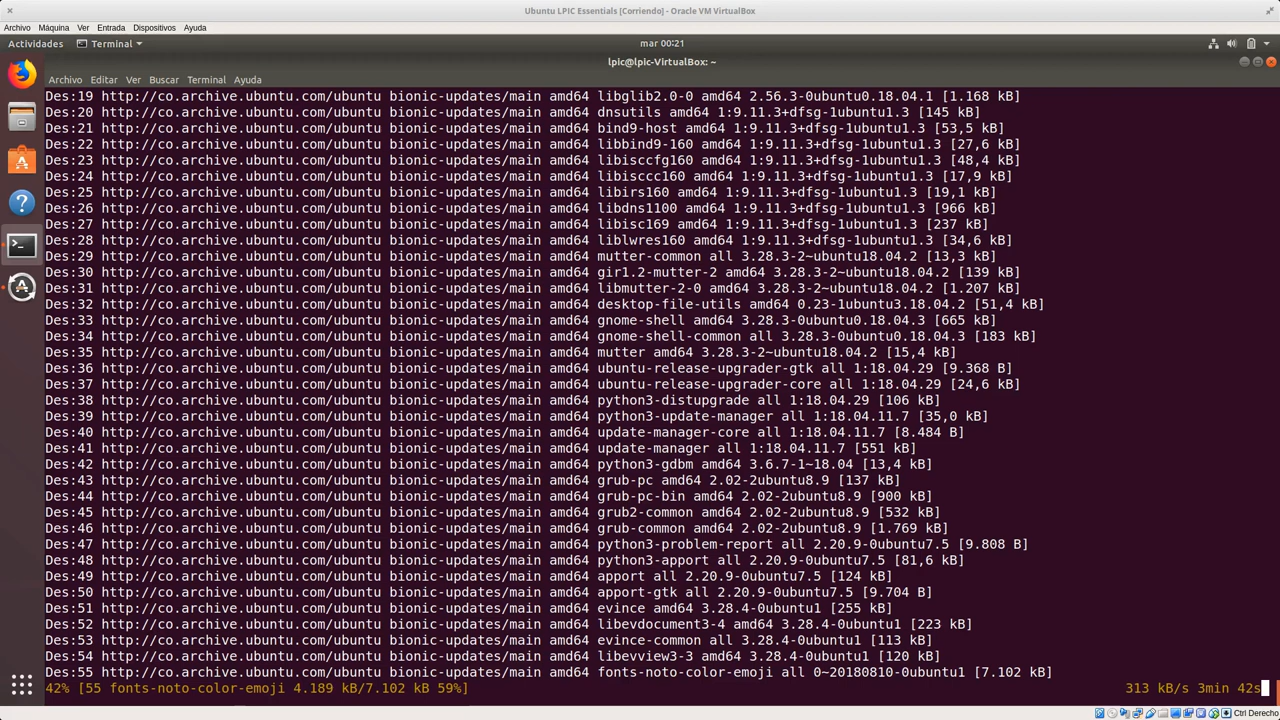 Ubuntu LPIC Essentials [Corriendo] - Oracle VM VirtualBox
Archivo Máquina Ver Entrada Dispositivos Ayuda
Actividades Terminal mar 00:21
lpic@lpic-VirtualBox: ~
Archivo Editar Ver Buscar Terminal Ayuda
Des:19 http://co.archive.ubuntu.com/ubuntu bionic-updates/main amd64 libglib2.0-0 amd64 2.56.3-0ubuntu0.18.04.1 [1.168 kB]
Des:20 http://co.archive.ubuntu.com/ubuntu bionic-updates/main amd64 dnsutils amd64 1:9.11.3+dfsg-1ubuntu1.3 [145 kB]
Des:21 http://co.archive.ubuntu.com/ubuntu bionic-updates/main amd64 bind9-host amd64 1:9.11.3+dfsg-1ubuntu1.3 [53,5 kB]
Des:22 http://co.archive.ubuntu.com/ubuntu bionic-updates/main amd64 libbind9-160 amd64 1:9.11.3+dfsg-1ubuntu1.3 [27,6 kB]
Des:23 http://co.archive.ubuntu.com/ubuntu bionic-updates/main amd64 libisccfg160 amd64 1:9.11.3+dfsg-1ubuntu1.3 [48,4 kB]
Des:24 http://co.archive.ubuntu.com/ubuntu bionic-updates/main amd64 libisccc160 amd64 1:9.11.3+dfsg-1ubuntu1.3 [17,9 kB]
Des:25 http://co.archive.ubuntu.com/ubuntu bionic-updates/main amd64 libirs160 amd64 1:9.11.3+dfsg-1ubuntu1.3 [19,1 kB]
Des:26 http://co.archive.ubuntu.com/ubuntu bionic-updates/main amd64 libdns1100 amd64 1:9.11.3+dfsg-1ubuntu1.3 [966 kB]
Des:27 http://co.archive.ubuntu.com/ubuntu bionic-updates/main amd64 libisc169 amd64 1:9.11.3+dfsg-1ubuntu1.3 [237 kB]
Des:28 http://co.archive.ubuntu.com/ubuntu bionic-updates/main amd64 liblwres160 amd64 1:9.11.3+dfsg-1ubuntu1.3 [34,6 kB]
Des:29 http://co.archive.ubuntu.com/ubuntu bionic-updates/main amd64 mutter-common all 3.28.3-2~ubuntu18.04.2 [13,3 kB]
Des:30 http://co.archive.ubuntu.com/ubuntu bionic-updates/main amd64 gir1.2-mutter-2 amd64 3.28.3-2~ubuntu18.04.2 [139 kB]
Des:31 http://co.archive.ubuntu.com/ubuntu bionic-updates/main amd64 libmutter-2-0 amd64 3.28.3-2~ubuntu18.04.2 [1.207 kB]
Des:32 http://co.archive.ubuntu.com/ubuntu bionic-updates/main amd64 desktop-file-utils amd64 0.23-1ubuntu3.18.04.2 [51,4 kB]
Des:33 http://co.archive.ubuntu.com/ubuntu bionic-updates/main amd64 gnome-shell amd64 3.28.3-0ubuntu0.18.04.3 [665 kB]
Des:34 http://co.archive.ubuntu.com/ubuntu bionic-updates/main amd64 gnome-shell-common all 3.28.3-0ubuntu0.18.04.3 [183 kB]
Des:35 http://co.archive.ubuntu.com/ubuntu bionic-updates/main amd64 mutter amd64 3.28.3-2~ubuntu18.04.2 [15,4 kB]
Des:36 http://co.archive.ubuntu.com/ubuntu bionic-updates/main amd64 ubuntu-release-upgrader-gtk all 1:18.04.29 [9.368 B]
Des:37 http://co.archive.ubuntu.com/ubuntu bionic-updates/main amd64 ubuntu-release-upgrader-core all 1:18.04.29 [24,6 kB]
Des:38 http://co.archive.ubuntu.com/ubuntu bionic-updates/main amd64 python3-distupgrade all 1:18.04.29 [106 kB]
Des:39 http://co.archive.ubuntu.com/ubuntu bionic-updates/main amd64 python3-update-manager all 1:18.04.11.7 [35,0 kB]
Des:40 http://co.archive.ubuntu.com/ubuntu bionic-updates/main amd64 update-manager-core all 1:18.04.11.7 [8.484 B]
Des:41 http://co.archive.ubuntu.com/ubuntu bionic-updates/main amd64 update-manager all 1:18.04.11.7 [551 kB]
Des:42 http://co.archive.ubuntu.com/ubuntu bionic-updates/main amd64 python3-gdbm amd64 3.6.7-1~18.04 [13,4 kB]
Des:43 http://co.archive.ubuntu.com/ubuntu bionic-updates/main amd64 grub-pc amd64 2.02-2ubuntu8.9 [137 kB]
Des:44 http://co.archive.ubuntu.com/ubuntu bionic-updates/main amd64 grub-pc-bin amd64 2.02-2ubuntu8.9 [900 kB]
Des:45 http://co.archive.ubuntu.com/ubuntu bionic-updates/main amd64 grub2-common amd64 2.02-2ubuntu8.9 [532 kB]
Des:46 http://co.archive.ubuntu.com/ubuntu bionic-updates/main amd64 grub-common amd64 2.02-2ubuntu8.9 [1.769 kB]
Des:47 http://co.archive.ubuntu.com/ubuntu bionic-updates/main amd64 python3-problem-report all 2.20.9-0ubuntu7.5 [9.808 B]
Des:48 http://co.archive.ubuntu.com/ubuntu bionic-updates/main amd64 python3-apport all 2.20.9-0ubuntu7.5 [81,6 kB]
Des:49 http://co.archive.ubuntu.com/ubuntu bionic-updates/main amd64 apport all 2.20.9-0ubuntu7.5 [124 kB]
Des:50 http://co.archive.ubuntu.com/ubuntu bionic-updates/main amd64 apport-gtk all 2.20.9-0ubuntu7.5 [9.704 B]
Des:51 http://co.archive.ubuntu.com/ubuntu bionic-updates/main amd64 evince amd64 3.28.4-0ubuntu1 [255 kB]
Des:52 http://co.archive.ubuntu.com/ubuntu bionic-updates/main amd64 libevdocument3-4 amd64 3.28.4-0ubuntu1 [223 kB]
Des:53 http://co.archive.ubuntu.com/ubuntu bionic-updates/main amd64 evince-common all 3.28.4-0ubuntu1 [113 kB]
Des:54 http://co.archive.ubuntu.com/ubuntu bionic-updates/main amd64 libevview3-3 amd64 3.28.4-0ubuntu1 [120 kB]
Des:55 http://co.archive.ubuntu.com/ubuntu bionic-updates/main amd64 fonts-noto-color-emoji all 0~20180810-0ubuntu1 [7.102 kB]
42% [55 fonts-noto-color-emoji 4.189 kB/7.102 kB 59%] 313 kB/s 3min 42s
Ctrl Derecho